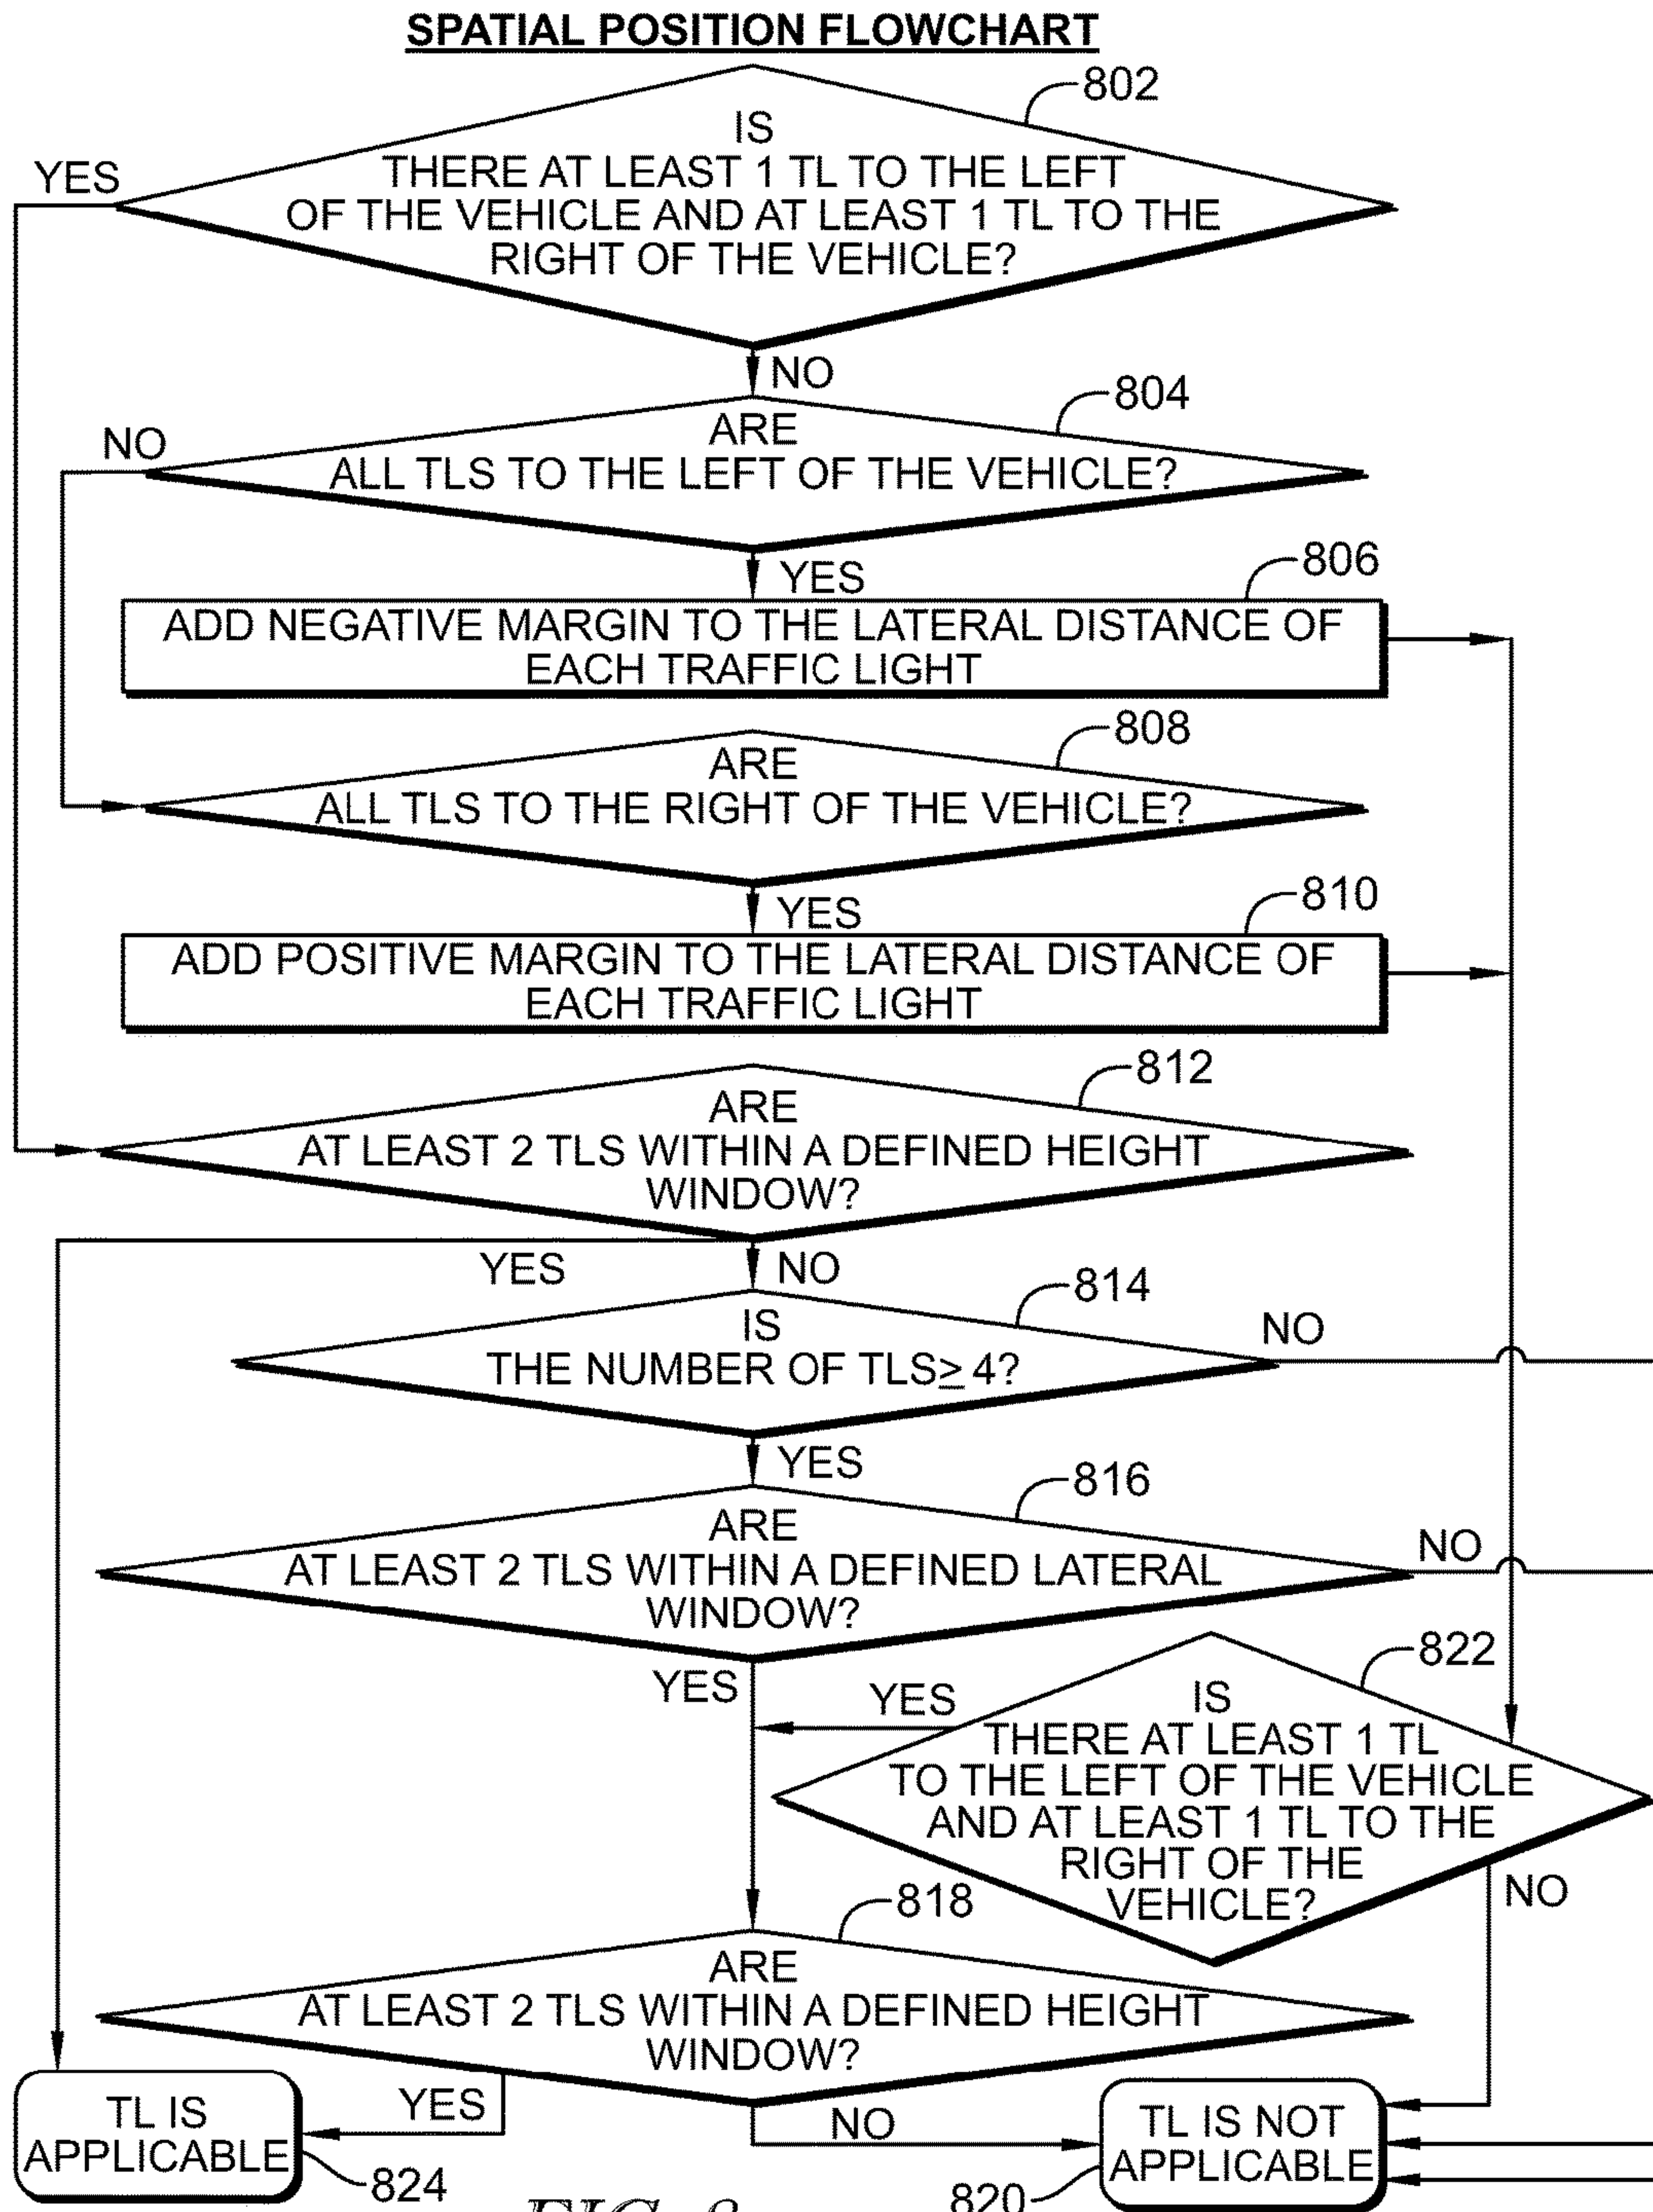 SPATIAL POSITION FLOWCHART
802
IS
THERE AT LEAST 1 TL TO THE LEFT
OF THE VEHICLE AND AT LEAST 1 TL TO THE
RIGHT OF THE VEHICLE?
YES
NO
804
ARE
ALL TLS TO THE LEFT OF THE VEHICLE?
NO
YES
806
ADD NEGATIVE MARGIN TO THE LATERAL DISTANCE OF
EACH TRAFFIC LIGHT
808
ARE
ALL TLS TO THE RIGHT OF THE VEHICLE?
YES
810
ADD POSITIVE MARGIN TO THE LATERAL DISTANCE OF
EACH TRAFFIC LIGHT
812
ARE
AT LEAST 2 TLS WITHIN A DEFINED HEIGHT
WINDOW?
YES
NO
814
IS
THE NUMBER OF TLS≥ 4?
NO
YES
816
ARE
AT LEAST 2 TLS WITHIN A DEFINED LATERAL
WINDOW?
NO
YES
822
IS
THERE AT LEAST 1 TL
TO THE LEFT OF THE VEHICLE
AND AT LEAST 1 TL TO THE
RIGHT OF THE
VEHICLE?
YES
NO
818
ARE
AT LEAST 2 TLS WITHIN A DEFINED HEIGHT
WINDOW?
YES
NO
TL IS
APPLICABLE
824
TL IS NOT
APPLICABLE
820
FIG. 8